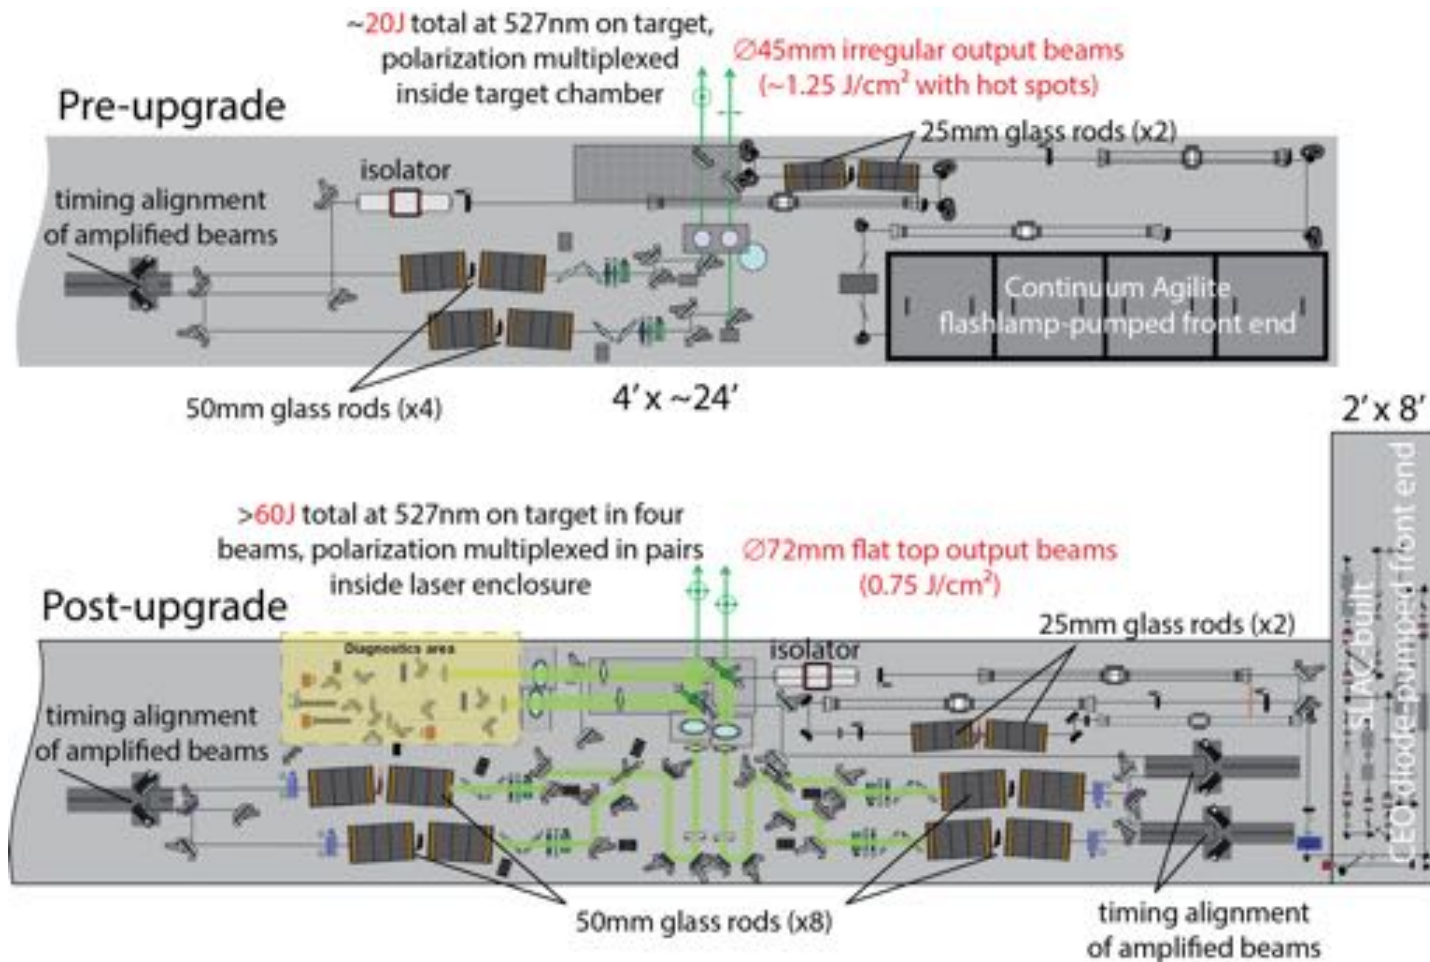 ~20J total at 527nm on target,
polarization multiplexed
inside target chamber
Ø45mm irregular output beams
(~1.25 J/cm² with hot spots)
Pre-upgrade
25mm glass rods (x2)
isolator
timing alignment
of amplified beams
Continuum Agilite
flashlamp-pumped front end
50mm glass rods (x4)
4' x ~24'
2' x 8'
>60J total at 527nm on target in four
beams, polarization multiplexed in pairs
inside laser enclosure
Ø72mm flat top output beams
(0.75 J/cm²)
Post-upgrade
25mm glass rods (x2)
Diagnostics area
isolator
timing alignment
of amplified beams
SLAC-built
CEO diode-pumped front end
50mm glass rods (x8)
timing alignment
of amplified beams